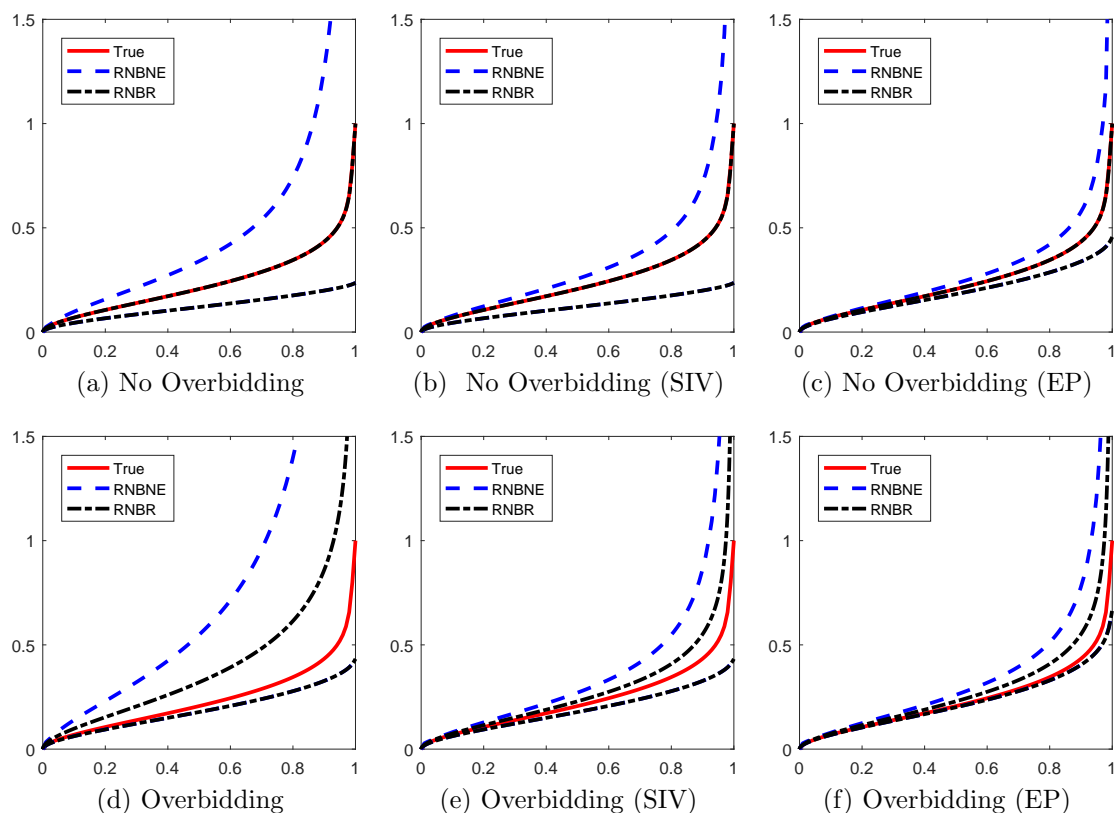 1.5
1
0.5
0
0 0.2 0.4 0.6 0.8 1
True
RNBNE
RNBR
(a) No Overbidding
1.5
1
0.5
0
0 0.2 0.4 0.6 0.8 1
True
RNBNE
RNBR
(b) No Overbidding (SIV)
1.5
1
0.5
0
0 0.2 0.4 0.6 0.8 1
True
RNBNE
RNBR
(c) No Overbidding (EP)
1.5
1
0.5
0
0 0.2 0.4 0.6 0.8 1
True
RNBNE
RNBR
(d) Overbidding
1.5
1
0.5
0
0 0.2 0.4 0.6 0.8 1
True
RNBNE
RNBR
(e) Overbidding (SIV)
1.5
1
0.5
0
0 0.2 0.4 0.6 0.8 1
True
RNBNE
RNBR
(f) Overbidding (EP)